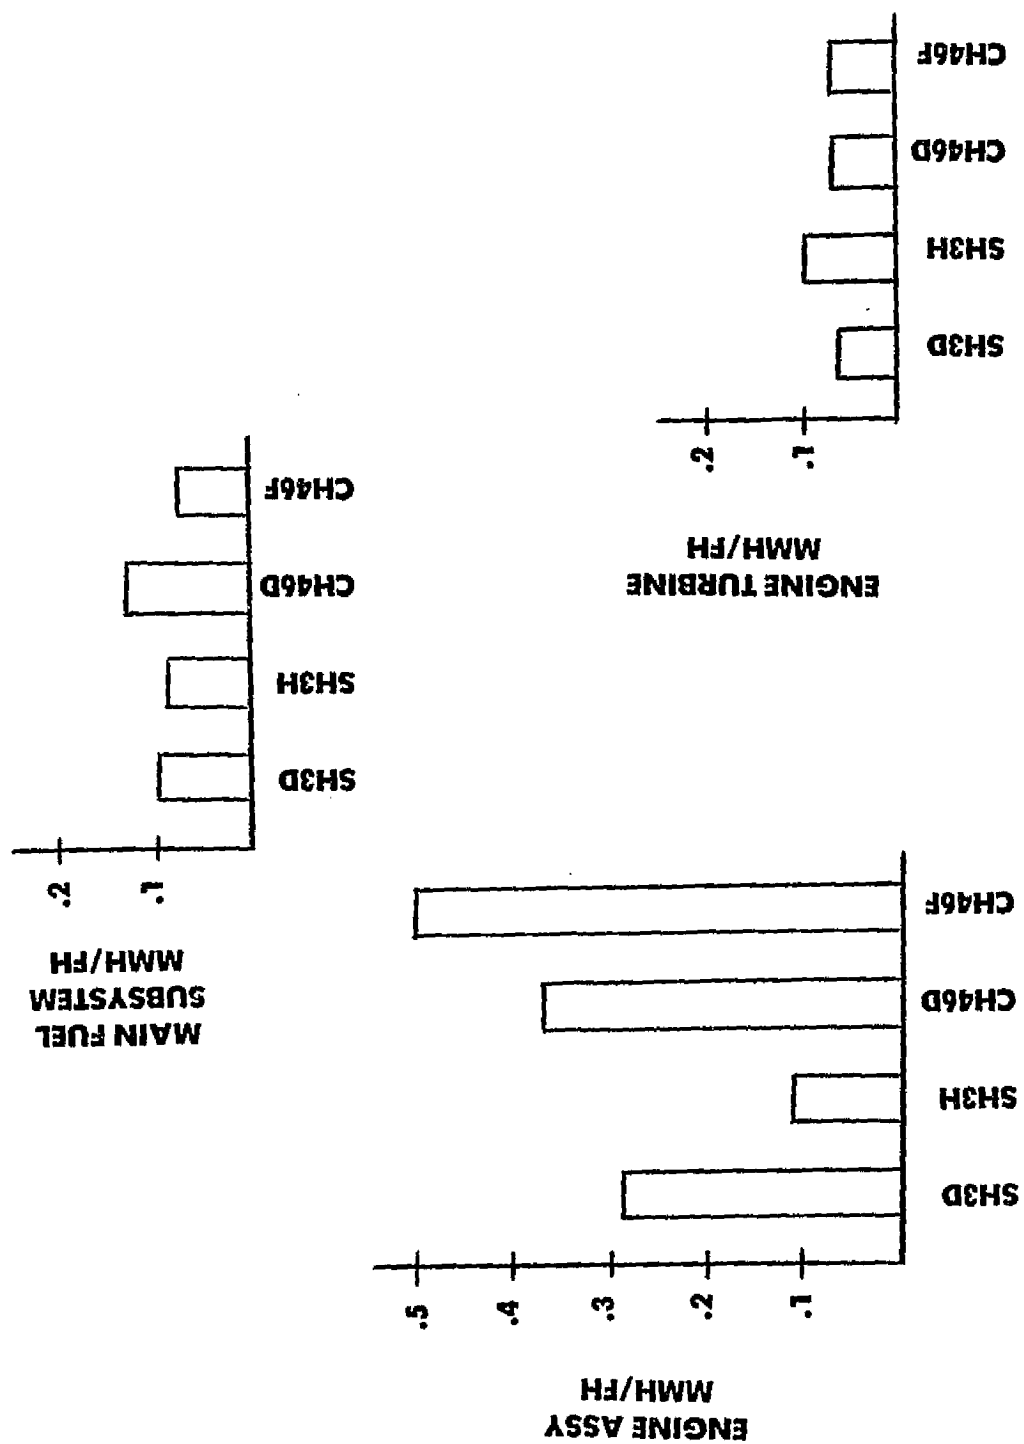 ENGINE ASSY
MMH/FH
.5
.4
.3
.2
.1
SH3D
SH3H
CH46D
CH46F
MAIN FUEL
SUBSYSTEM
MMH/FH
.2
.1
SH3D
SH3H
CH46D
CH46F
ENGINE TURBINE
MMH/FH
.2
.1
SH3D
SH3H
CH46D
CH46F